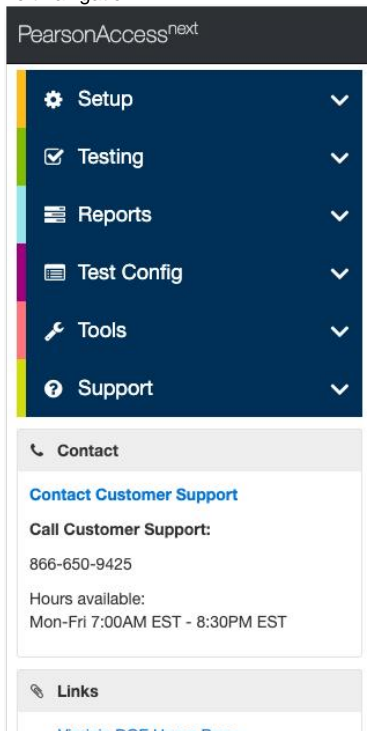 PearsonAccessnext
Setup
Testing
Reports
Test Config
Tools
Support
Contact
Contact Customer Support
Call Customer Support:
866-650-9425
Hours available:
Mon-Fri 7:00AM EST - 8:30PM EST
Links